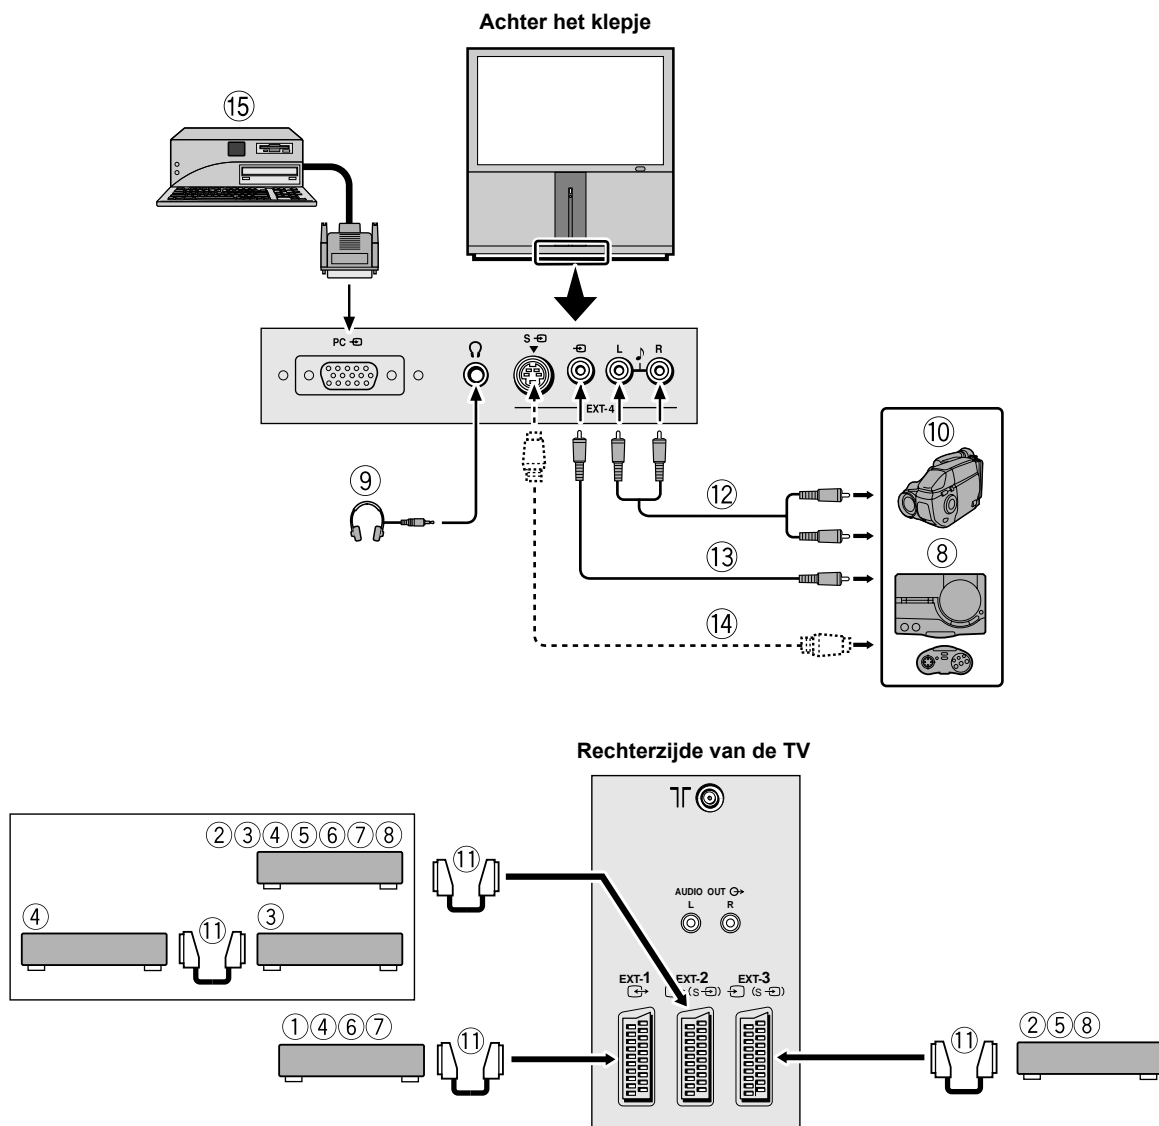 Achter het klepje
⑮
PC
S
L
R
EXT-4
⑩
⑨
⑫
⑬
⑧
⑭
Rechterzijde van de TV
②③④⑤⑥⑦⑧
⑪
AUDIO OUT
L R
④
⑪
③
EXT-1 EXT-2 EXT-3
(S ) (S )
①④⑥⑦
⑪
⑪
②⑤⑧